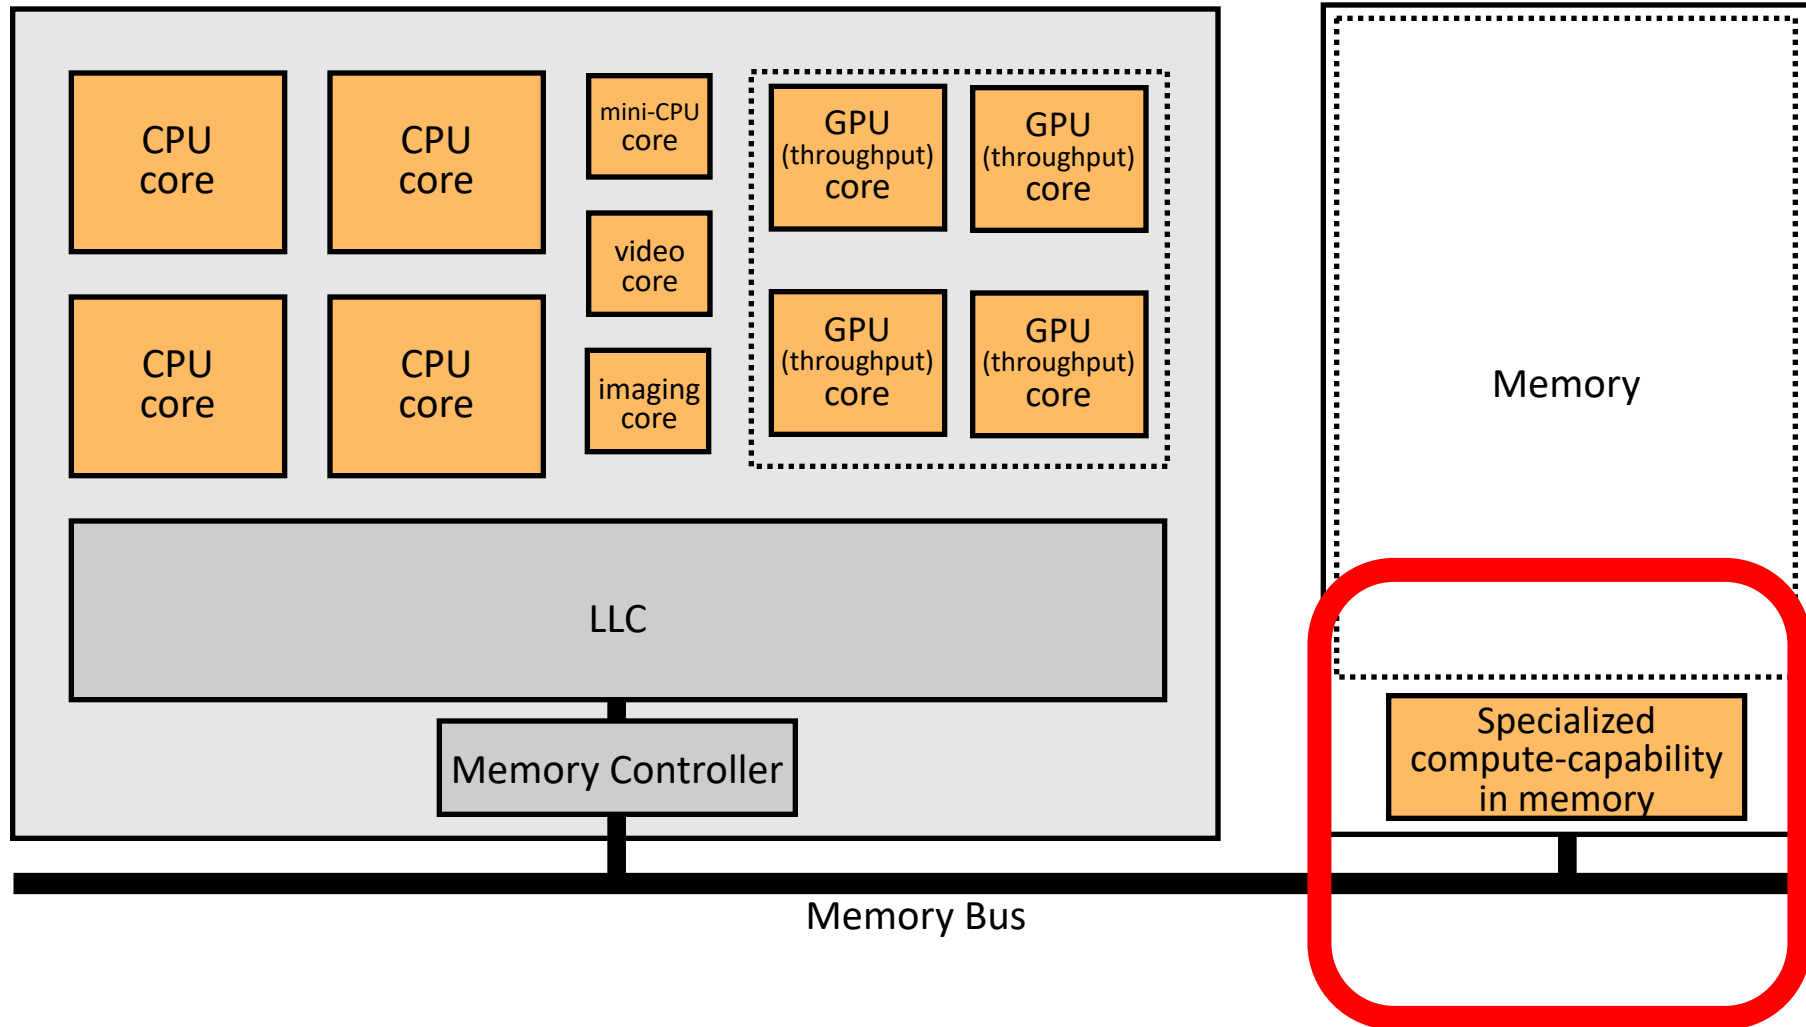 CPU
core
CPU
core
mini-CPU
core
video
core
imaging
core
GPU
(throughput)
core
GPU
(throughput)
core
CPU
core
CPU
core
GPU
(throughput)
core
GPU
(throughput)
core
LLC
Memory Controller
Memory Bus
Memory
Specialized
compute-capability
in memory